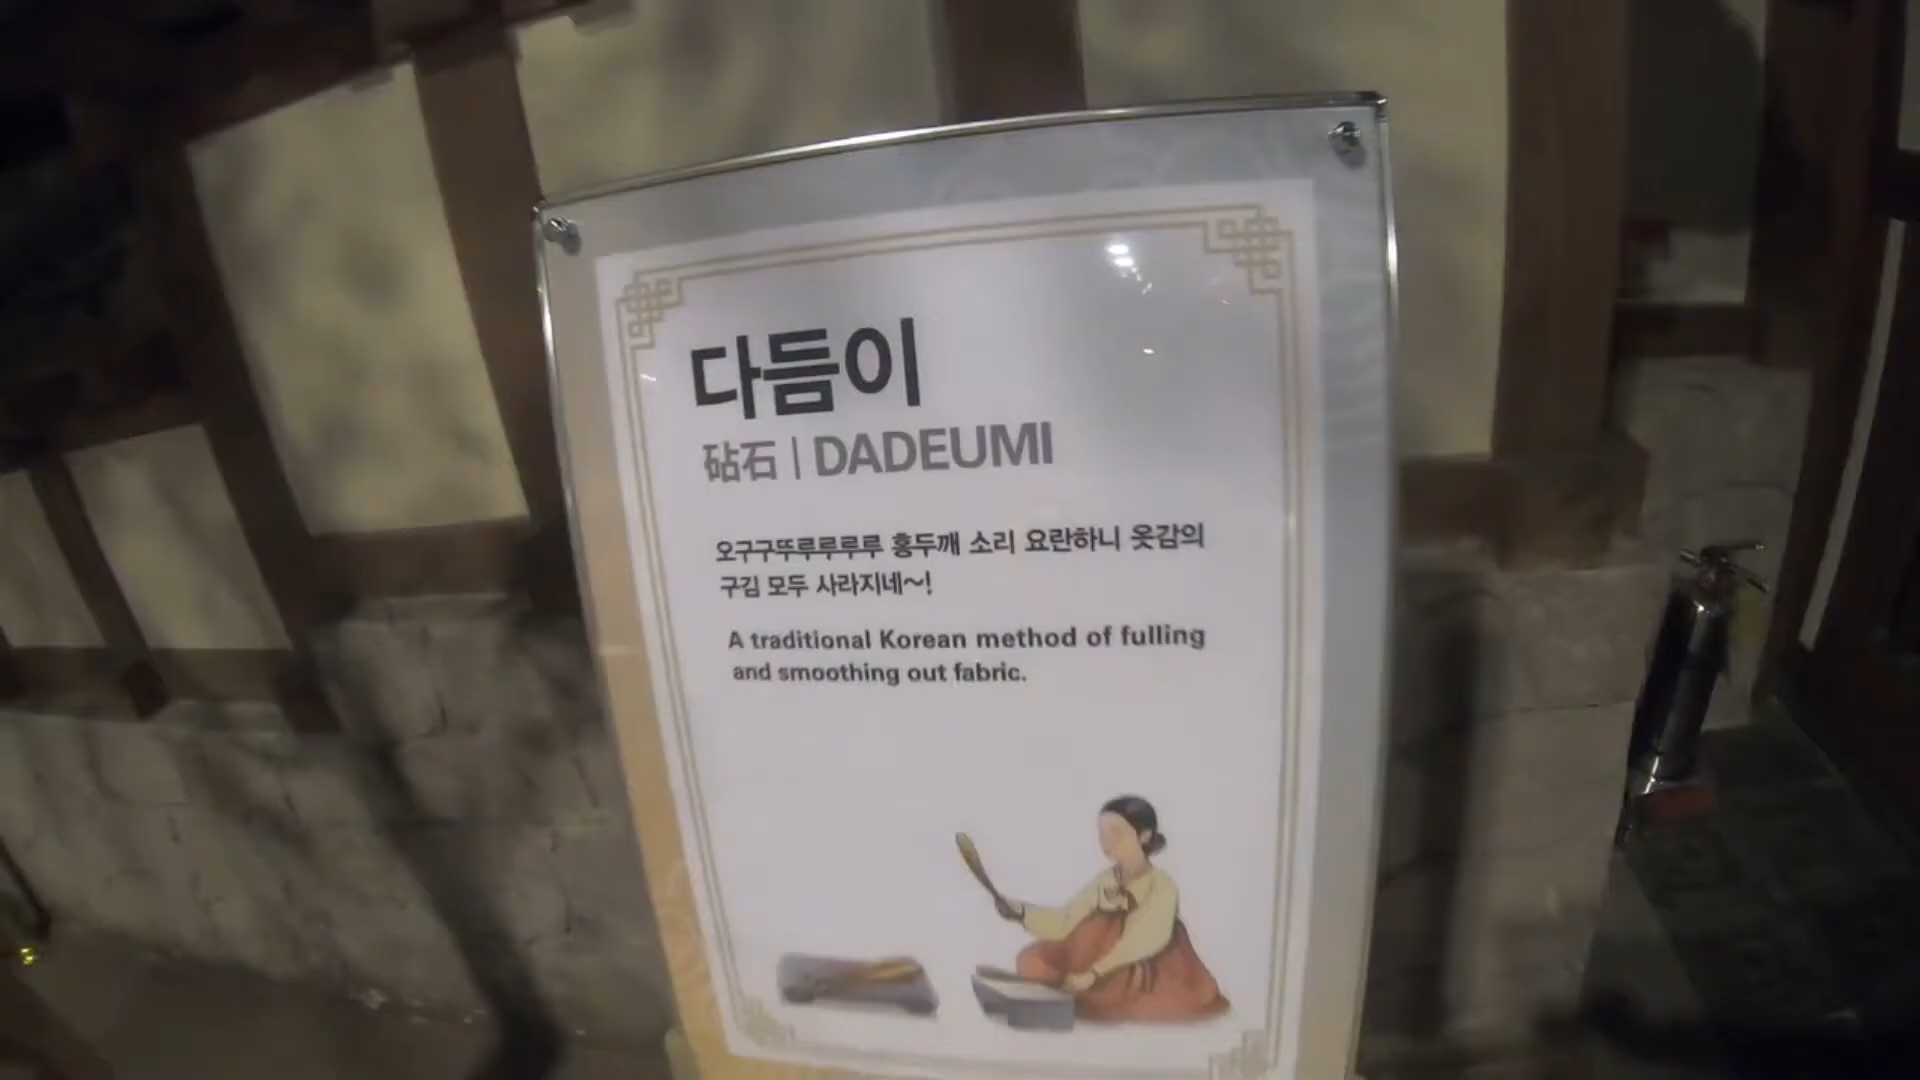 다듬이
砧石 | DADEUMI
오구구뚜루루루루 홍두깨 소리 요란하니 옷감의
구김 모두 사라지네~!
A traditional Korean method of fulling
and smoothing out fabric.